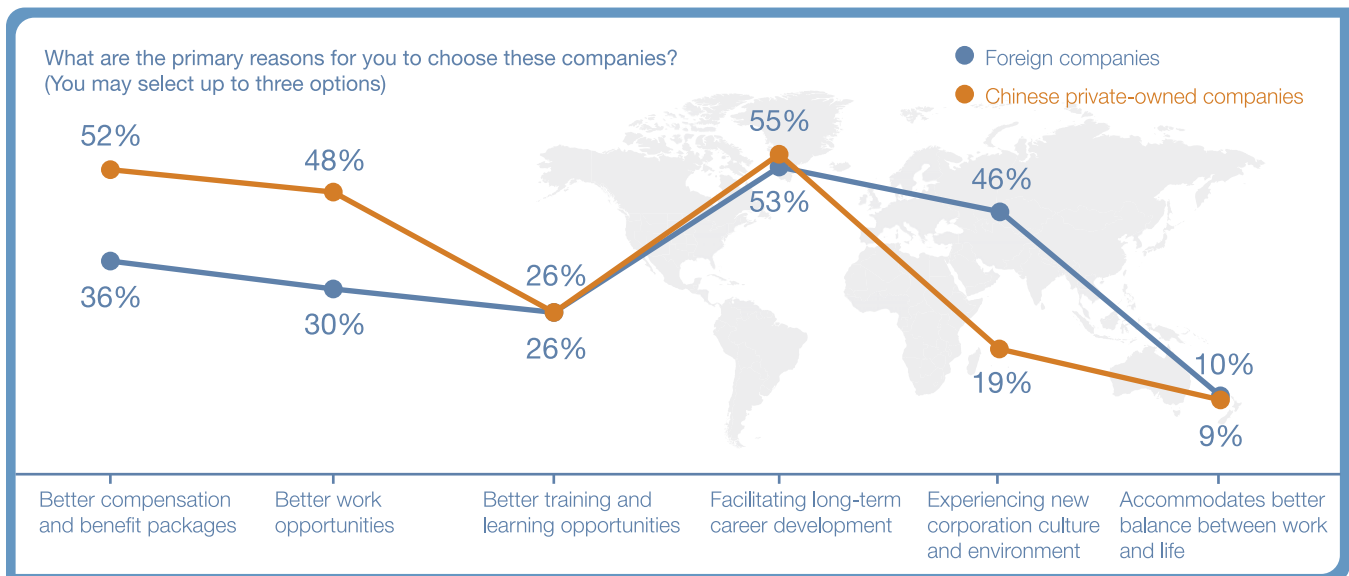 What are the primary reasons for you to choose these companies?
(You may select up to three options)
Foreign companies
Chinese private-owned companies
52%
48%
36%
30%
26%
26%
55%
53%
46%
19%
10%
9%
Better compensation
and benefit packages
Better work
opportunities
Better training and
learning opportunities
Facilitating long-term
career development
Experiencing new
corporation culture
and environment
Accommodates better
balance between work
and life